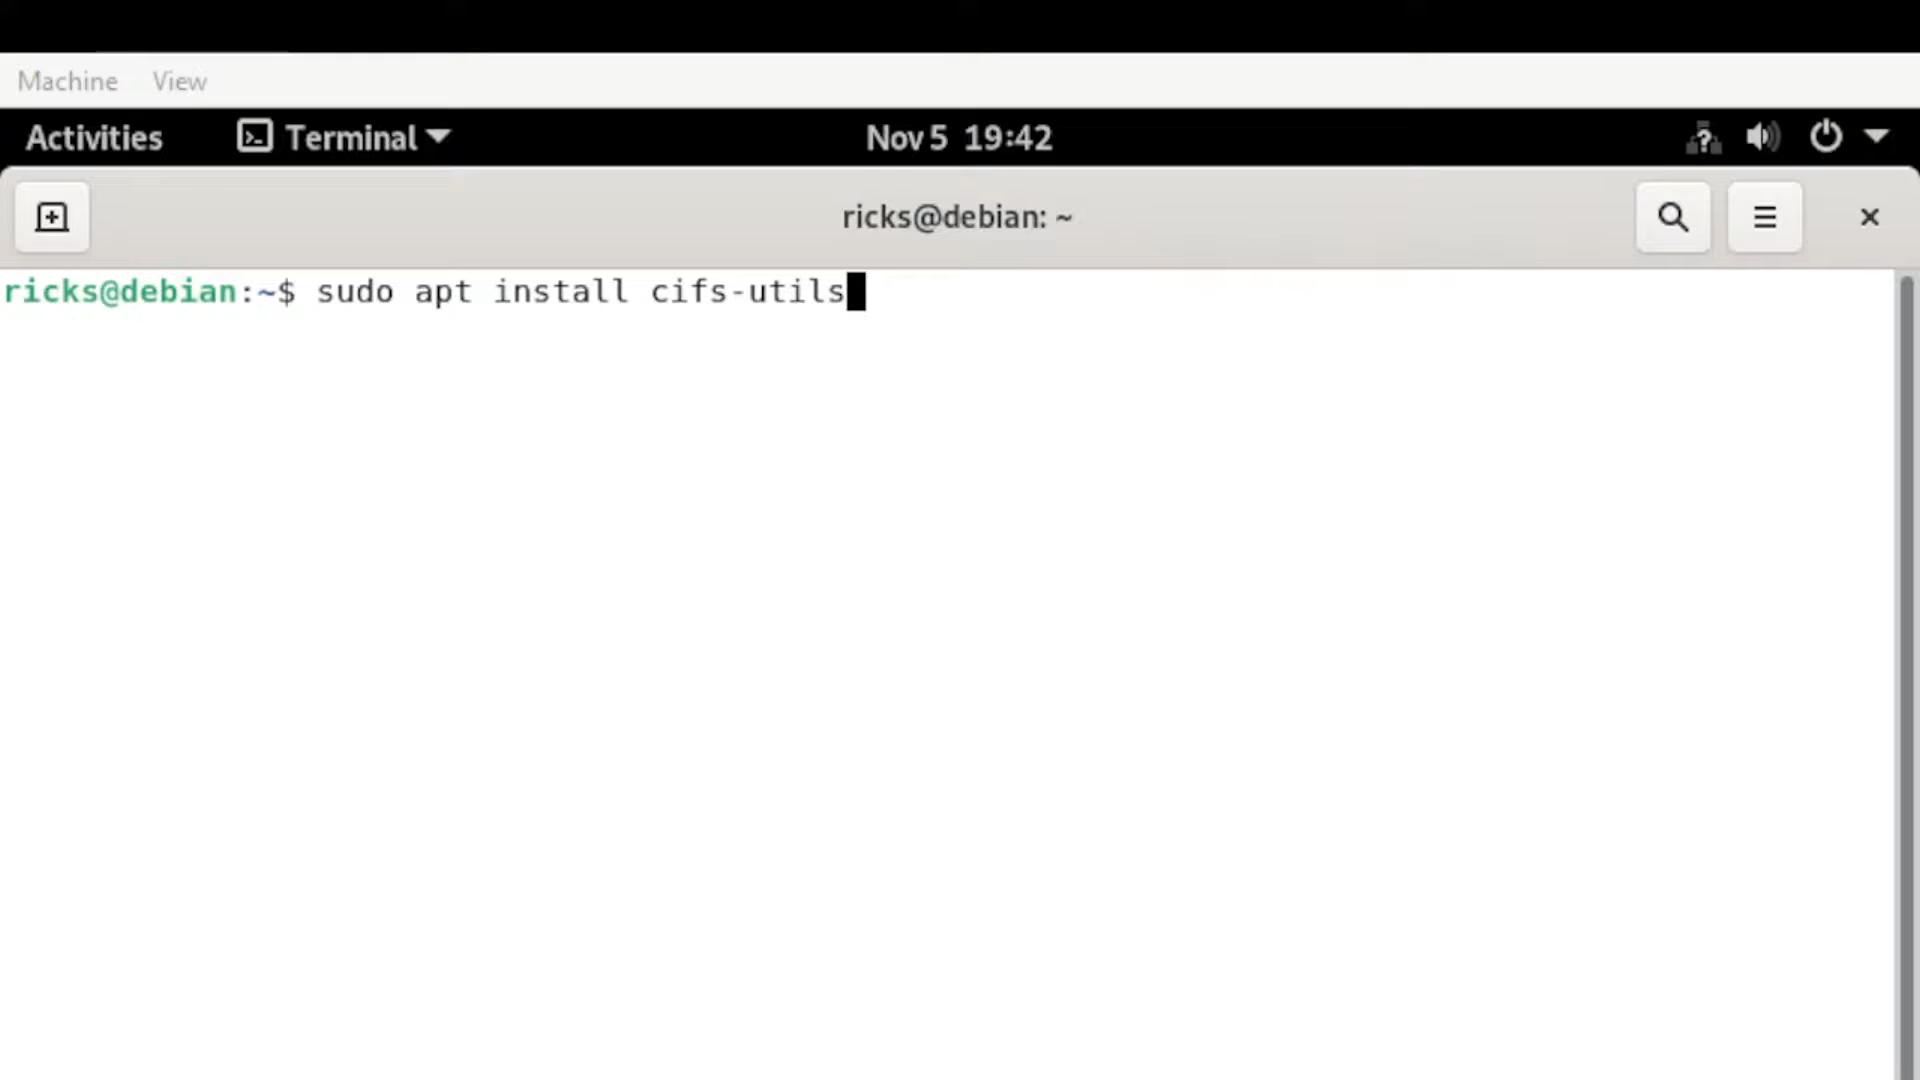 Machine View
Activities Terminal Nov 5 19:42
ricks@debian: ~
ricks@debian:~$ sudo apt install cifs-utils